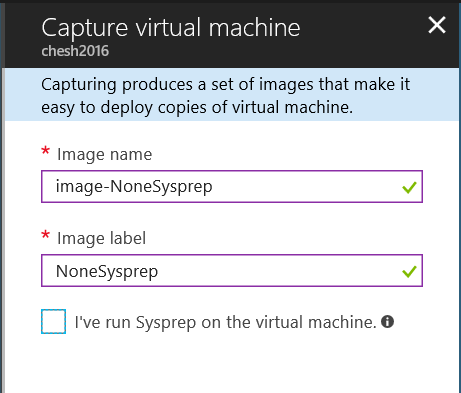 Capture virtual machine
chesh2016
Capturing produces a set of images that make it
easy to deploy copies of virtual machine.
* Image name
image-NoneSysprep
* Image label
NoneSysprep
I've run Sysprep on the virtual machine.